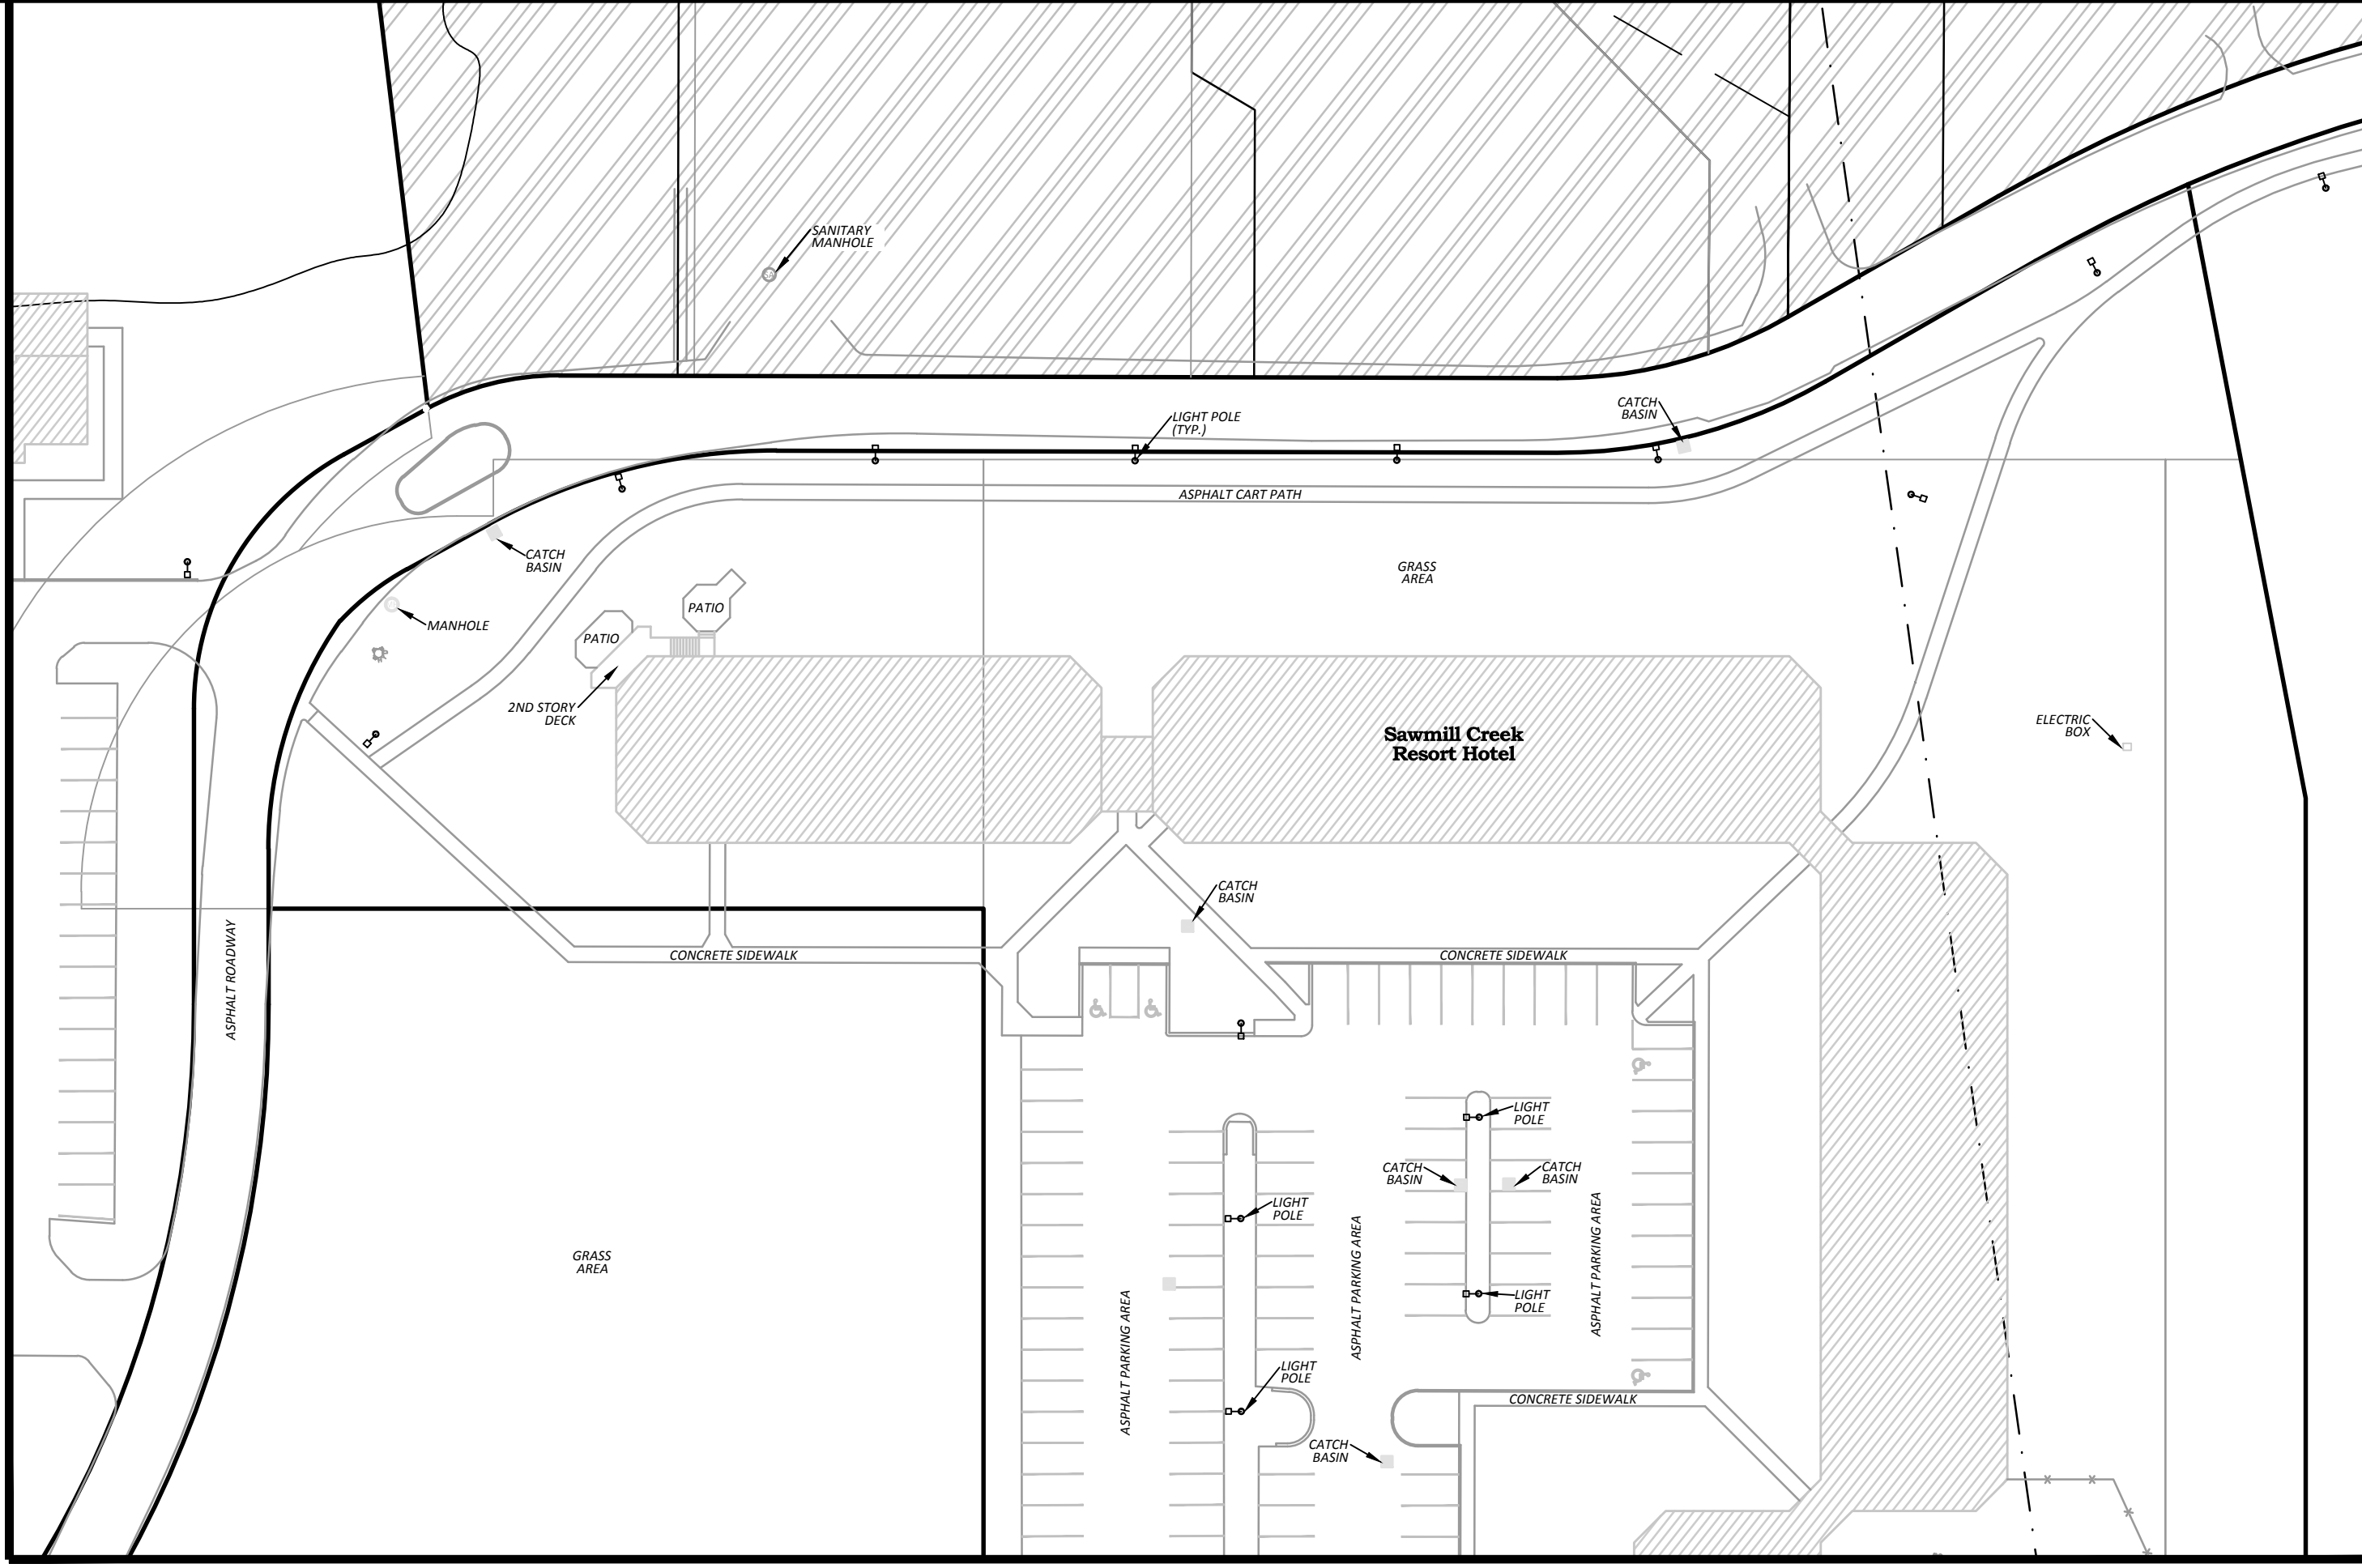 SANITARY
MANHOLE
LIGHT POLE
(TYP.)
CATCH
BASIN
ASPHALT CART PATH
CATCH
BASIN
GRASS
AREA
PATIO
MANHOLE
PATIO
2ND STORY
DECK
Sawmill Creek
Resort Hotel
ELECTRIC
BOX
CATCH
BASIN
ASPHALT ROADWAY
CONCRETE SIDEWALK
CONCRETE SIDEWALK
LIGHT
POLE
CATCH
BASIN
CATCH
BASIN
LIGHT
POLE
GRASS
AREA
ASPHALT PARKING AREA
ASPHALT PARKING AREA
ASPHALT PARKING AREA
LIGHT
POLE
LIGHT
POLE
CONCRETE SIDEWALK
CATCH
BASIN